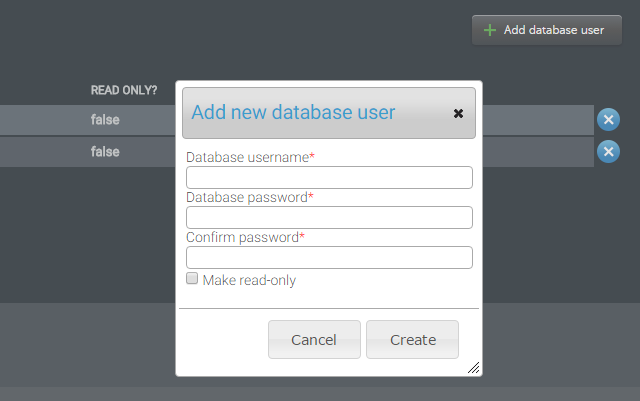 Add database user
READ ONLY?
false
false
Add new database user
Database username*
Database password*
Confirm password*
Make read-only
Cancel Create